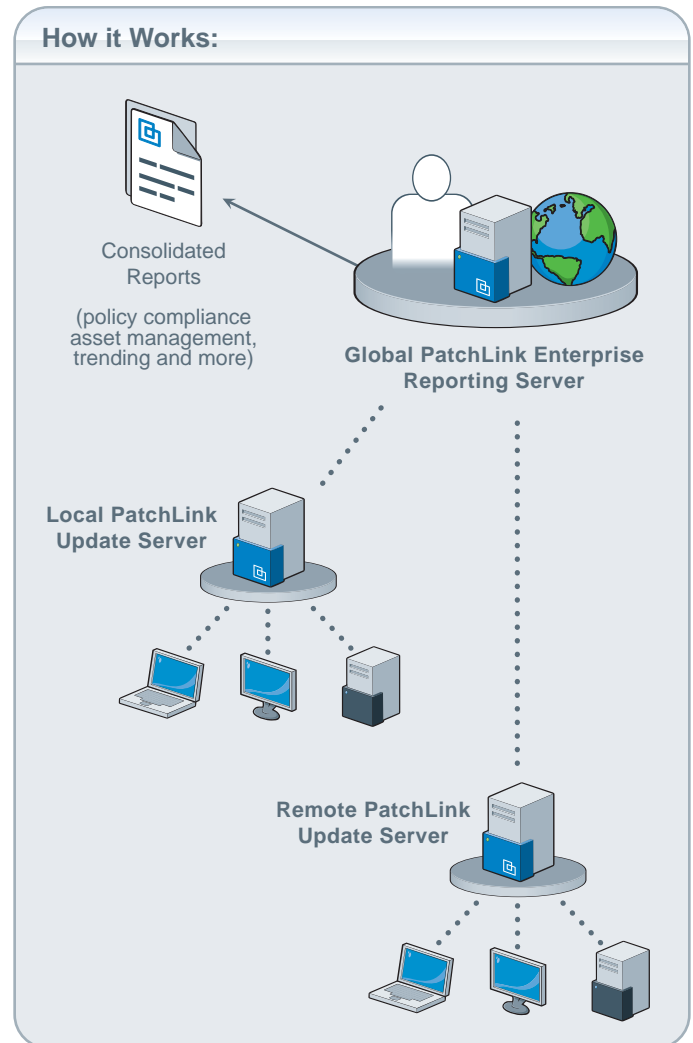 How it Works:
Consolidated
Reports
(policy compliance
asset management,
trending and more)
Global PatchLink Enterprise
Reporting Server
Local PatchLink
Update Server
Remote PatchLink
Update Server